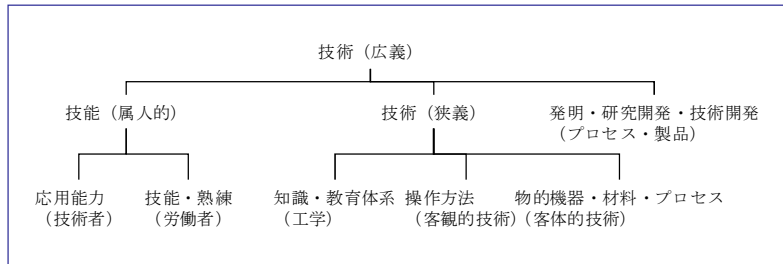 技術（広義）
技能（属人的）
技術（狭義）
発明・研究開発・技術開発
（プロセス・製品）
応用能力
（技術者）
技能・熟練
（労働者）
知識・教育体系
（工学）
操作方法
（客観的技術）
物的機器・材料・プロセス
（客体的技術）